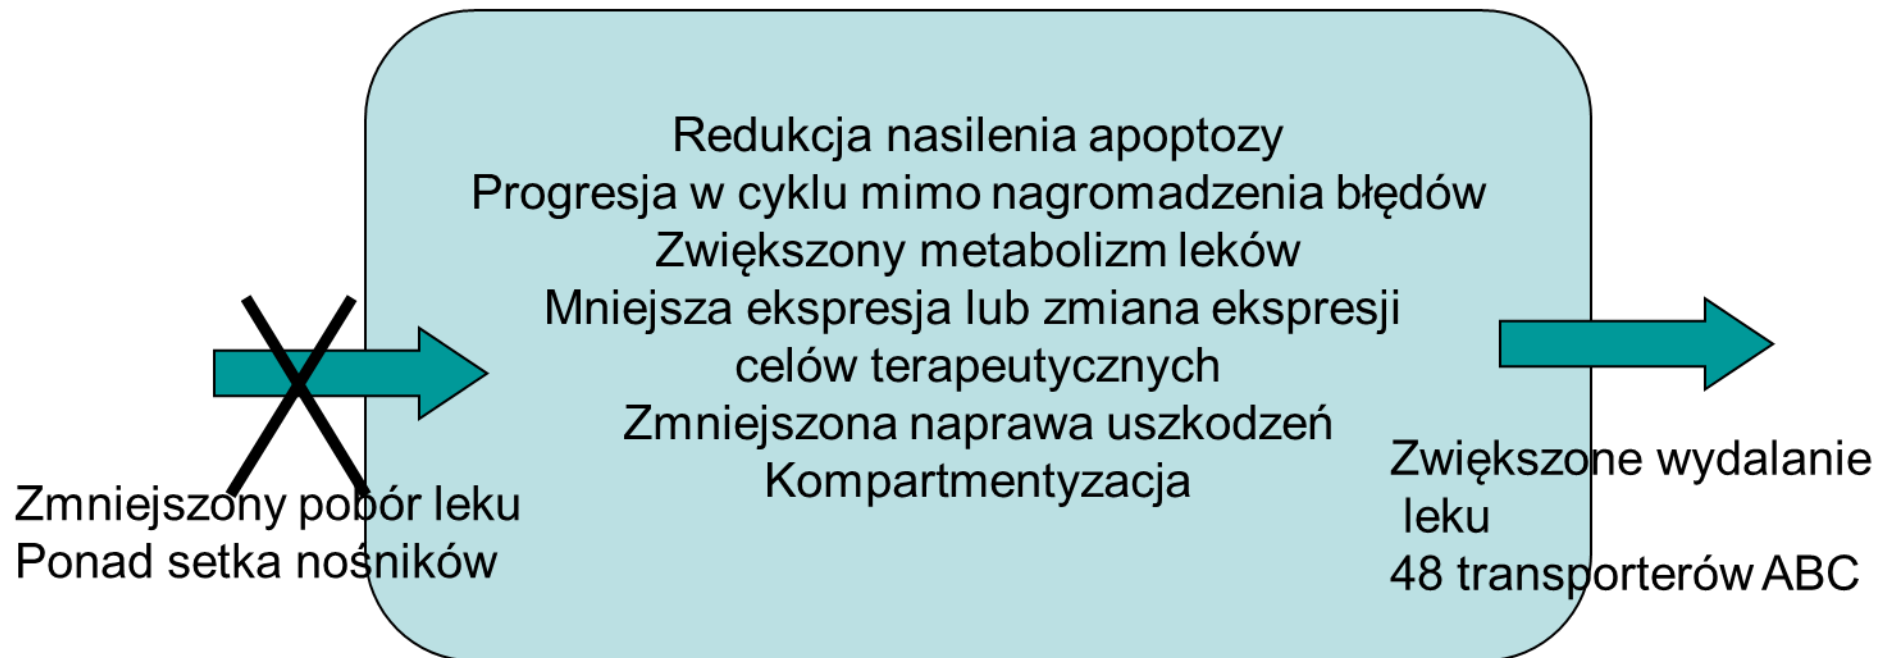 Redukcja nasilenia apoptozy
Progresja w cyklu mimo nagromadzenia błędów
Zwiększony metabolizm leków
Mniejsza ekspresja lub zmiana ekspresji
celów terapeutycznych
Zmniejszona naprawa uszkodzeń
Kompartmentyzacja
Zmniejszony pobór leku
Ponad setka nośników
Zwiększone wydalanie
leku
48 transporterów ABC